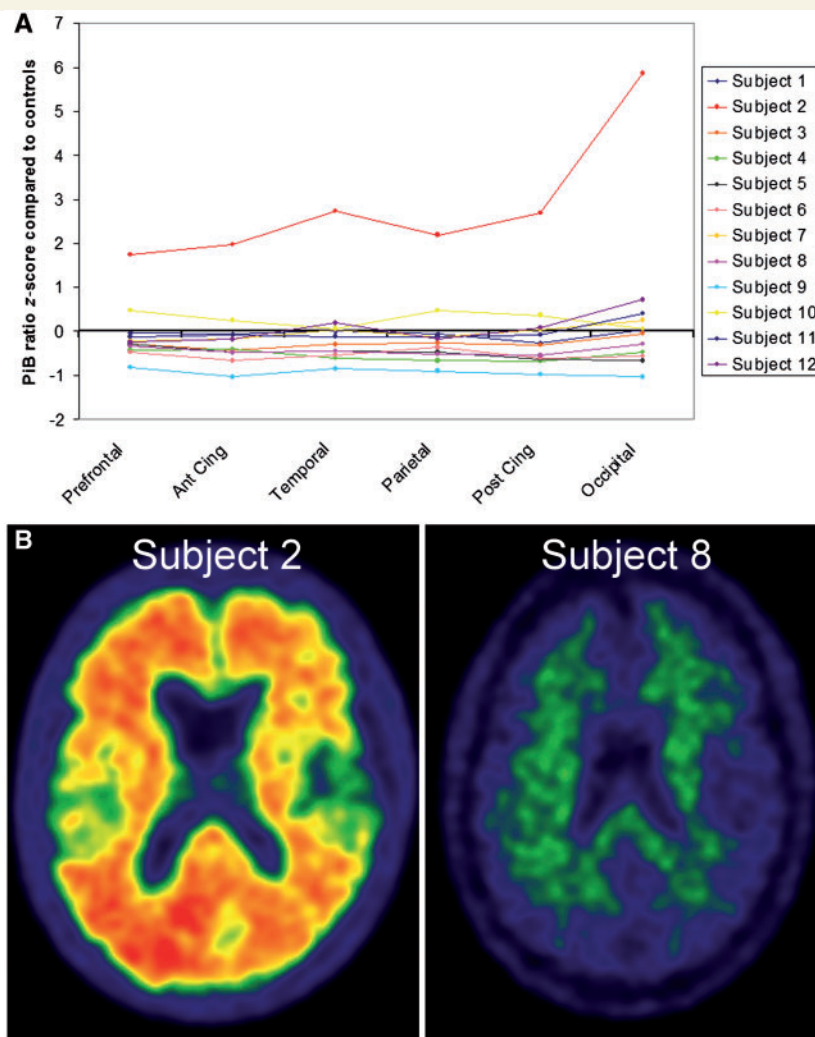 A
PiB ratio z-score compared to controls
7
6
5
4
3
2
1
0
-1
-2
Prefrontal
Ant Cing
Temporal
Parietal
Post Cing
Occipital
Subject 1
Subject 2
Subject 3
Subject 4
Subject 5
Subject 6
Subject 7
Subject 8
Subject 9
Subject 10
Subject 11
Subject 12
B
Subject 2
Subject 8